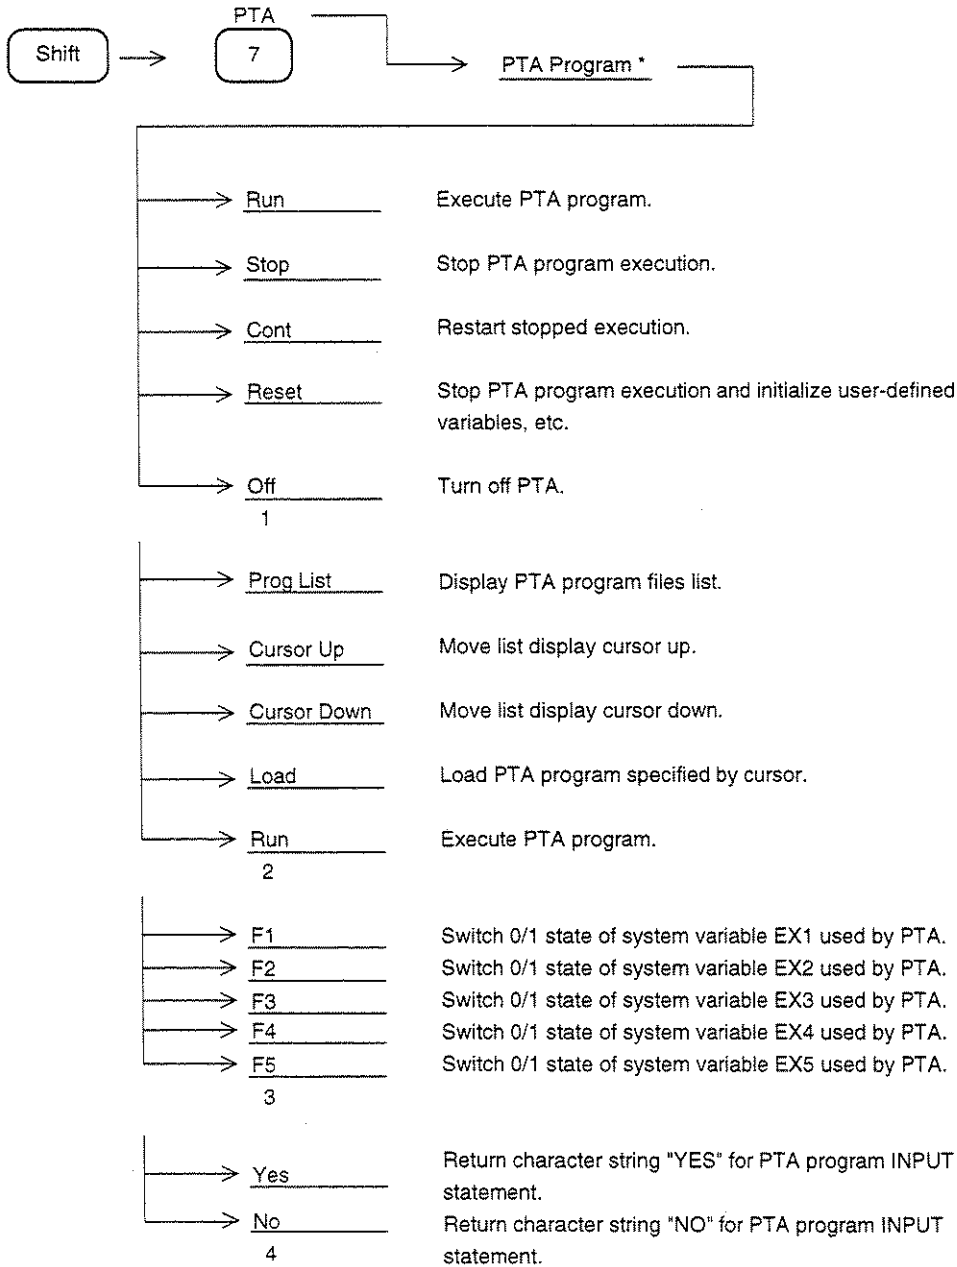 PTA
Shift
7
PTA Program *
Run Execute PTA program.
Stop Stop PTA program execution.
Cont Restart stopped execution.
Reset Stop PTA program execution and initialize user-defined
variables, etc.
Off Turn off PTA.
1
Prog List Display PTA program files list.
Cursor Up Move list display cursor up.
Cursor Down Move list display cursor down.
Load Load PTA program specified by cursor.
Run Execute PTA program.
2
F1 Switch 0/1 state of system variable EX1 used by PTA.
F2 Switch 0/1 state of system variable EX2 used by PTA.
F3 Switch 0/1 state of system variable EX3 used by PTA.
F4 Switch 0/1 state of system variable EX4 used by PTA.
F5 Switch 0/1 state of system variable EX5 used by PTA.
3
Yes Return character string "YES" for PTA program INPUT
statement.
No Return character string "NO" for PTA program INPUT
4 statement.